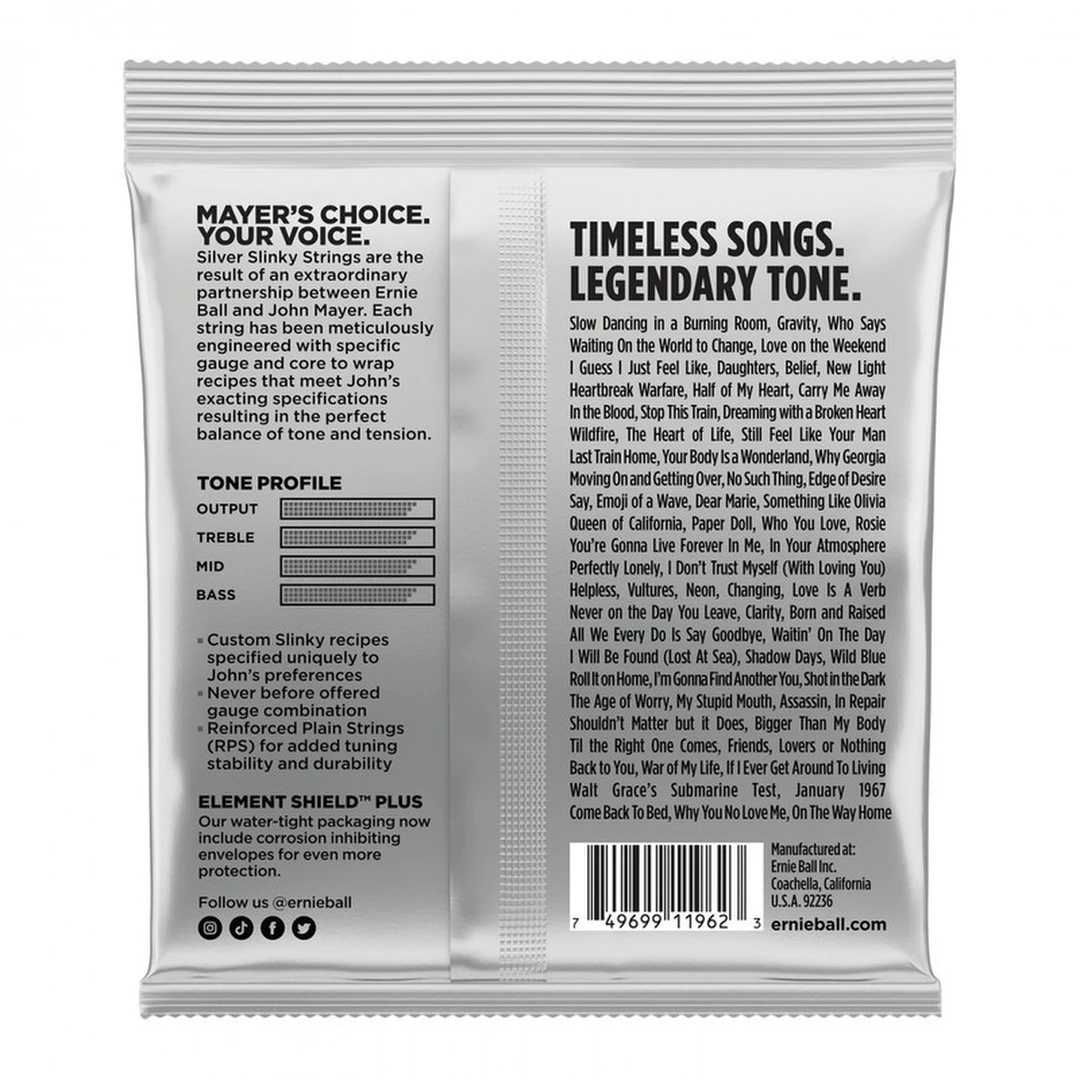 MAYER'S CHOICE.
YOUR VOICE.
Silver Slinky Strings are the
result of an extraordinary
partnership between Ernie
Ball and John Mayer. Each
string has been meticulously
engineered with specific
gauge and core to wrap
recipes that meet John's
exacting specifications
resulting in the perfect
balance of tone and tension.
TONE PROFILE
OUTPUT
TREBLE
MID
BASS
Custom Slinky recipes
specified uniquely to
John's preferences
Never before offered
gauge combination
Reinforced Plain Strings
(RPS) for added tuning
stability and durability
ELEMENT SHIELD™ PLUS
Our water-tight packaging now
include corrosion inhibiting
envelopes for even more
protection.
Follow us @ernieball
TIMELESS SONGS.
LEGENDARY TONE.
Slow Dancing in a Burning Room, Gravity, Who Says
Waiting On the World to Change, Love on the Weekend
I Guess I Just Feel Like, Daughters, Belief, New Light
Heartbreak Warfare, Half of My Heart, Carry Me Away
In the Blood, Stop This Train, Dreaming with a Broken Heart
Wildfire, The Heart of Life, Still Feel Like Your Man
Last Train Home, Your Body Is a Wonderland, Why Georgia
Moving On and Getting Over, No Such Thing, Edge of Desire
Say, Emoji of a Wave, Dear Marie, Something Like Olivia
Queen of California, Paper Doll, Who You Love, Rosie
You're Gonna Live Forever In Me, In Your Atmosphere
Perfectly Lonely, I Don't Trust Myself (With Loving You)
Helpless, Vultures, Neon, Changing, Love Is A Verb
Never on the Day You Leave, Clarity, Born and Raised
All We Every Do Is Say Goodbye, Waitin' On The Day
I Will Be Found (Lost At Sea), Shadow Days, Wild Blue
Roll It on Home, I'm Gonna Find Another You, Shot in the Dark
The Age of Worry, My Stupid Mouth, Assassin, In Repair
Shouldn't Matter but it Does, Bigger Than My Body
Til the Right One Comes, Friends, Lovers or Nothing
Back to You, War of My Life, If I Ever Get Around To Living
Walt Grace's Submarine Test, January 1967
Come Back To Bed, Why You No Love Me, On The Way Home
7 49699 11962 3
Manufactured at:
Ernie Ball Inc.
Coachella, California
U.S.A. 92236
ernieball.com